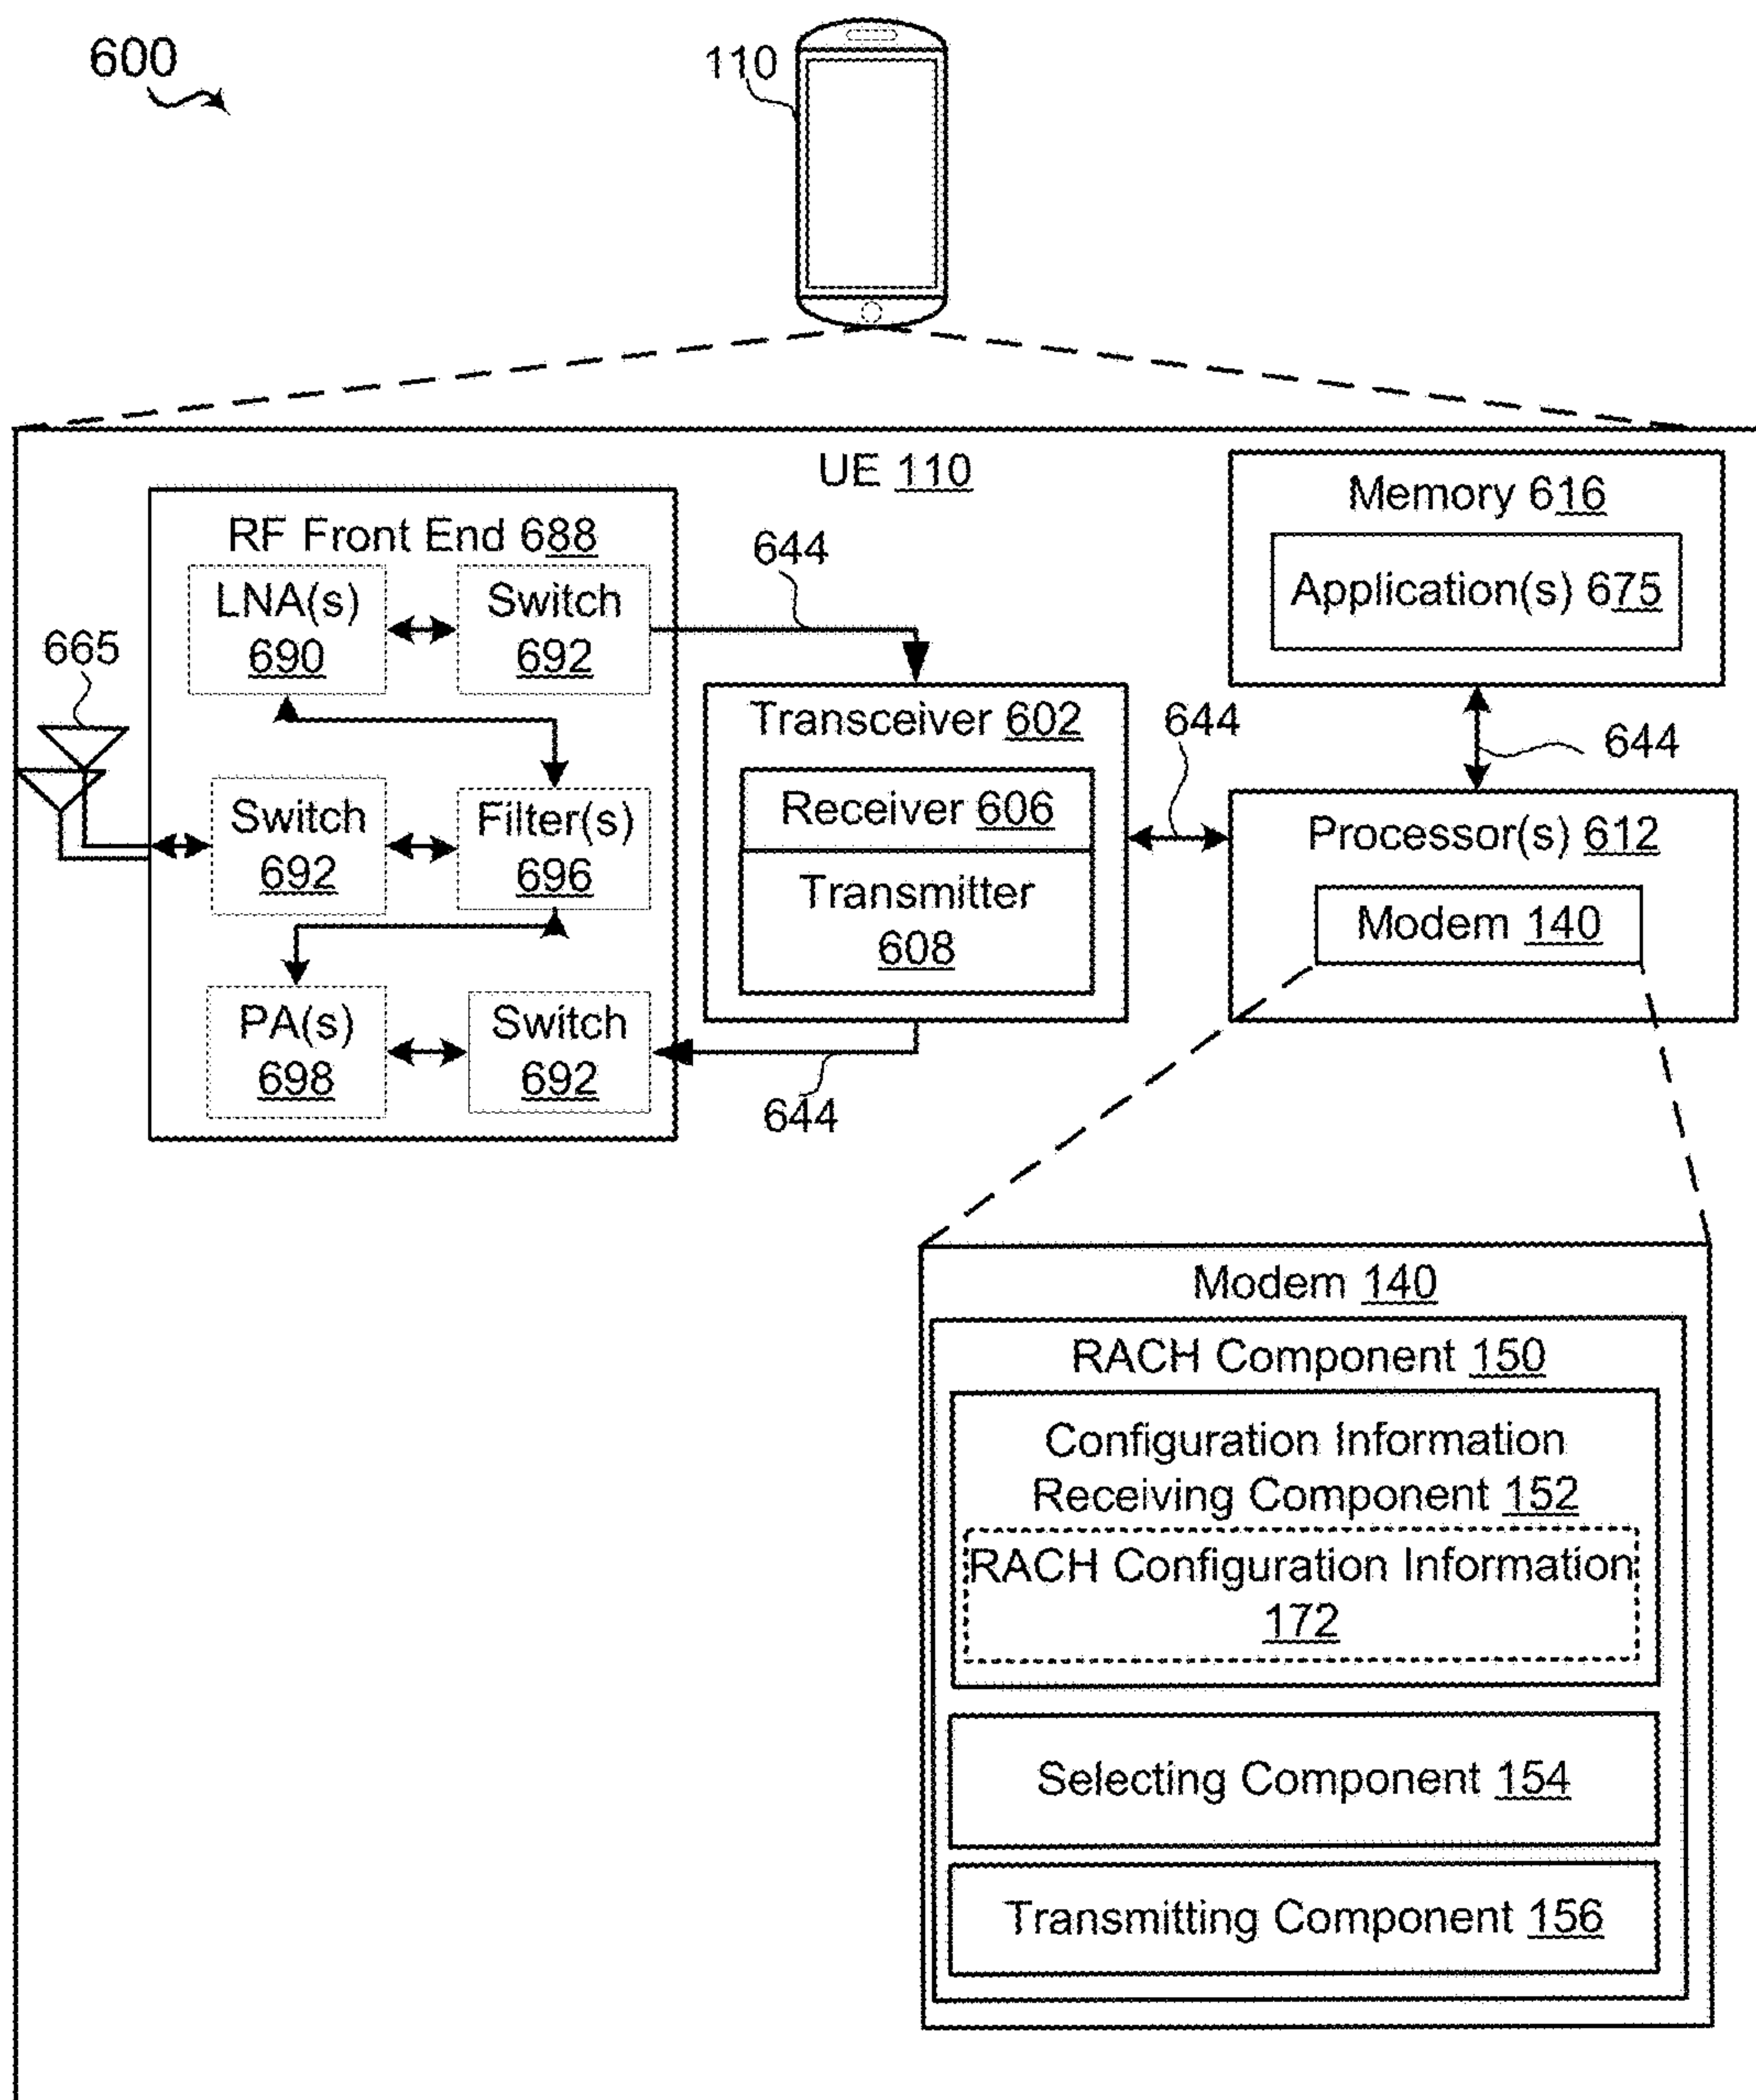 600
110
UE 110
RF Front End 688
LNA(s)
690
Switch
692
644
665
Switch
692
Filter(s)
696
PA(s)
698
Switch
692
644
Transceiver 602
Receiver 606
Transmitter
608
644
Memory 616
Application(s) 675
644
Processor(s) 612
Modem 140
Modem 140
RACH Component 150
Configuration Information
Receiving Component 152
RACH Configuration Information
172
Selecting Component 154
Transmitting Component 156